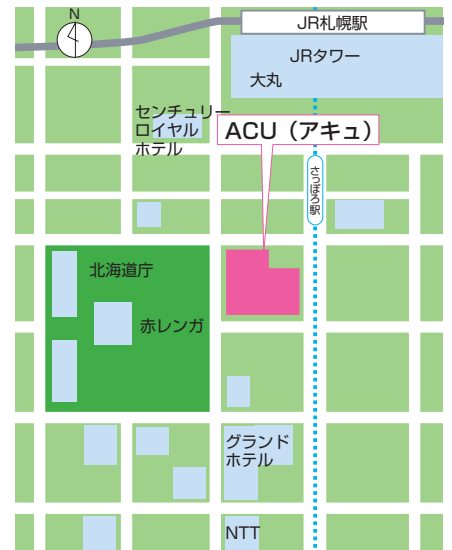 N
JR札幌駅
JRタワー
大丸
センチュリー
ロイヤル
ホテル
ACU（アキュ）
さっぽろ駅
北海道庁
赤レンガ
グランド
ホテル
NTT